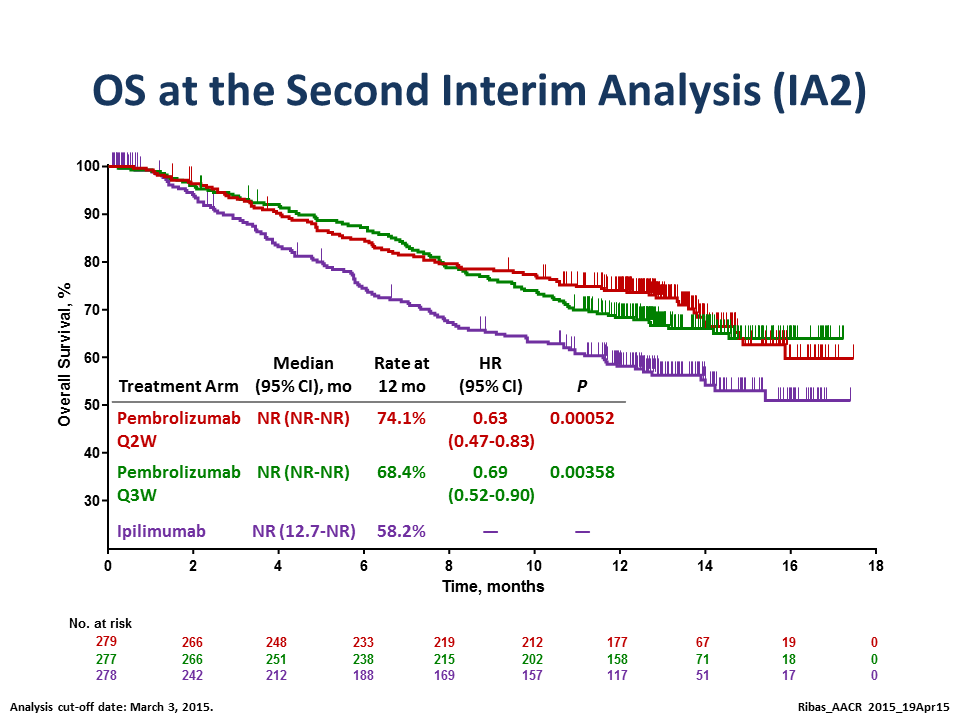 OS at the Second Interim Analysis (IA2)
Overall Survival, %
100
90
80
70
60
50
40
30
Median Rate at HR
Treatment Arm (95% CI), mo 12 mo (95% CI) P
Pembrolizumab NR (NR-NR) 74.1% 0.63 0.00052
Q2W (0.47-0.83)
Pembrolizumab NR (NR-NR) 68.4% 0.69 0.00358
Q3W (0.52-0.90)
Ipilimumab NR (12.7-NR) 58.2% — —
0 2 4 6 8 10 12 14 16 18
Time, months
No. at risk
279 266 248 233 219 212 177 67 19 0
277 266 251 238 215 202 158 71 18 0
278 242 212 188 169 157 117 51 17 0
Analysis cut-off date: March 3, 2015. Ribas_AACR 2015_19Apr15